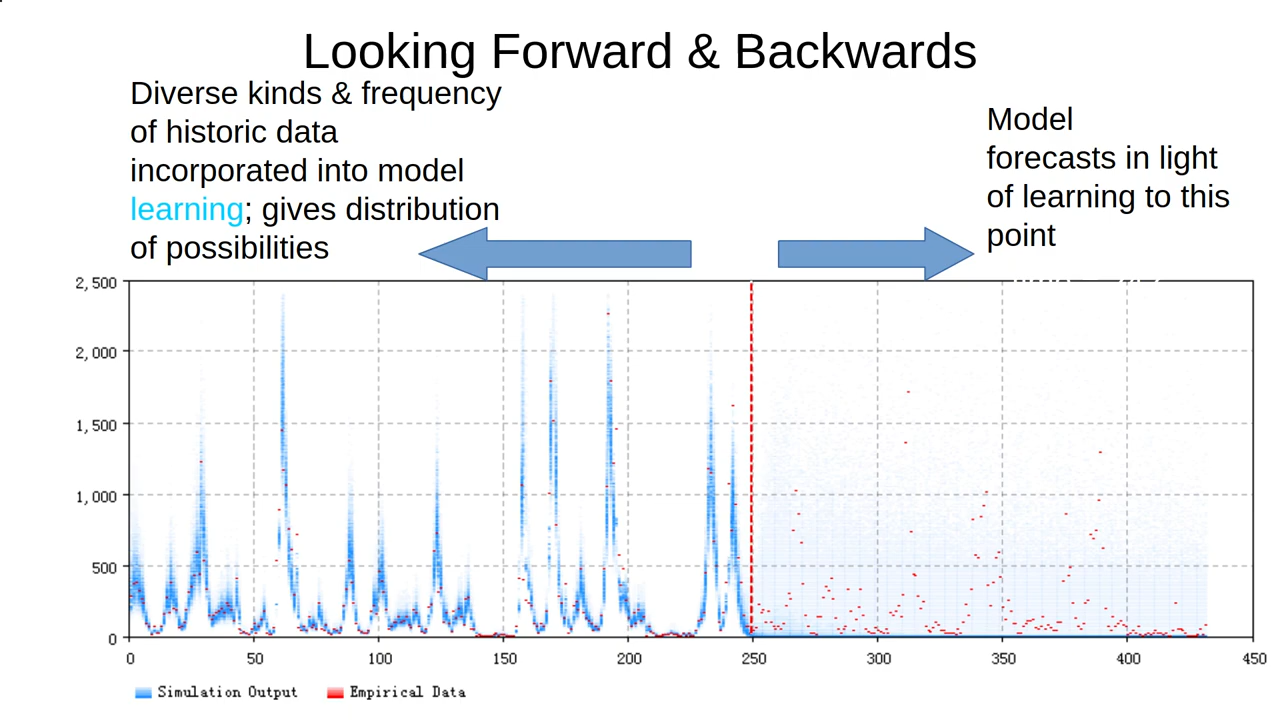 Looking Forward & Backwards
Diverse kinds & frequency
of historic data
incorporated into model
learning; gives distribution
of possibilities
Model
forecasts in light
of learning to this
point
2,500
2,000
1,500
1,000
500
0
0 50 100 150 200 250 300 350 400 450
Simulation Output Empirical Data